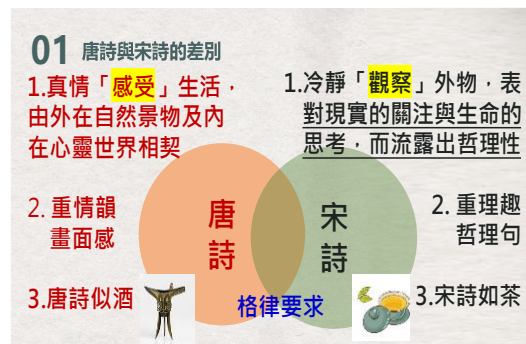 01 唐詩與宋詩的差別
1.真情「感受」生活，
由外在自然景物及內
在心靈世界相契
1.冷靜「觀察」外物，表
對現實的關注與生命的
思考，而流露出哲理性
唐詩
宋詩
2. 重情韻
畫面感
2. 重理趣
哲理句
3.唐詩似酒
格律要求
3.宋詩如茶